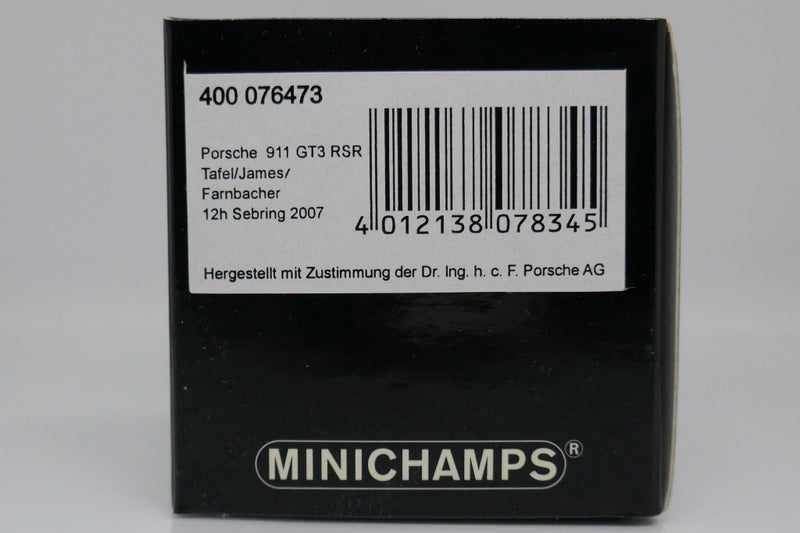 400 076473
Porsche 911 GT3 RSR
Tafel/James/
Farnbacher
12h Sebring 2007
4 012138 078345
Hergestellt mit Zustimmung der Dr. Ing. h. c. F. Porsche AG
MINICHAMPS®